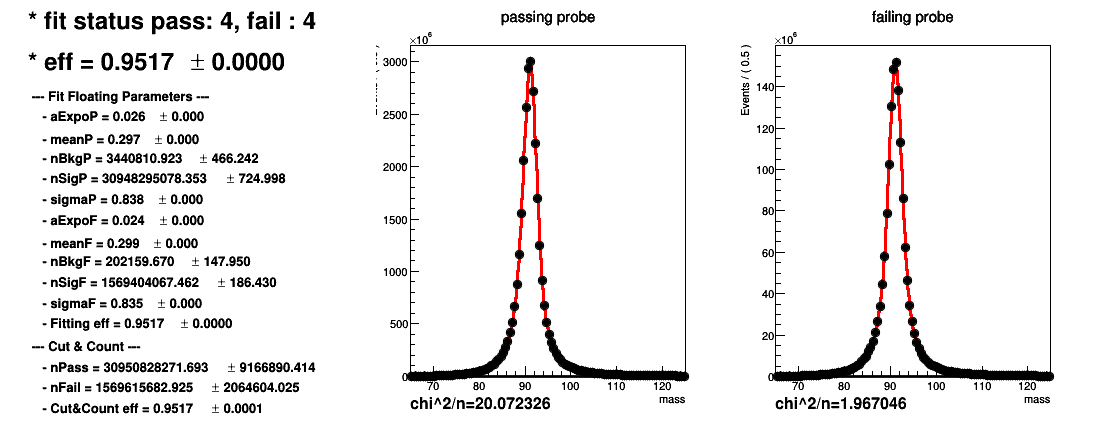 * fit status pass: 4, fail : 4
* eff = 0.9517 ± 0.0000
--- Fit Floating Parameters ---
- aExpoP = 0.026 ± 0.000
- meanP = 0.297 ± 0.000
- nBkgP = 3440810.923 ± 466.242
- nSigP = 30948295078.353 ± 724.998
- sigmaP = 0.838 ± 0.000
- aExpoF = 0.024 ± 0.000
- meanF = 0.299 ± 0.000
- nBkgF = 202159.670 ± 147.950
- nSigF = 1569404067.462 ± 186.430
- sigmaF = 0.835 ± 0.000
- Fitting eff = 0.9517 ± 0.0000
--- Cut & Count ---
- nPass = 30950828271.693 ± 9166890.414
- nFail = 1569615682.925 ± 2064604.025
- Cut&Count eff = 0.9517 ± 0.0001
passing probe
×10^6
3000
2500
2000
1500
1000
500
0
70 80 90 100 110 120
mass
chi^2/n=20.072326
failing probe
×10^6
Events / ( 0.5 )
140
120
100
80
60
40
20
0
70 80 90 100 110 120
mass
chi^2/n=1.967046